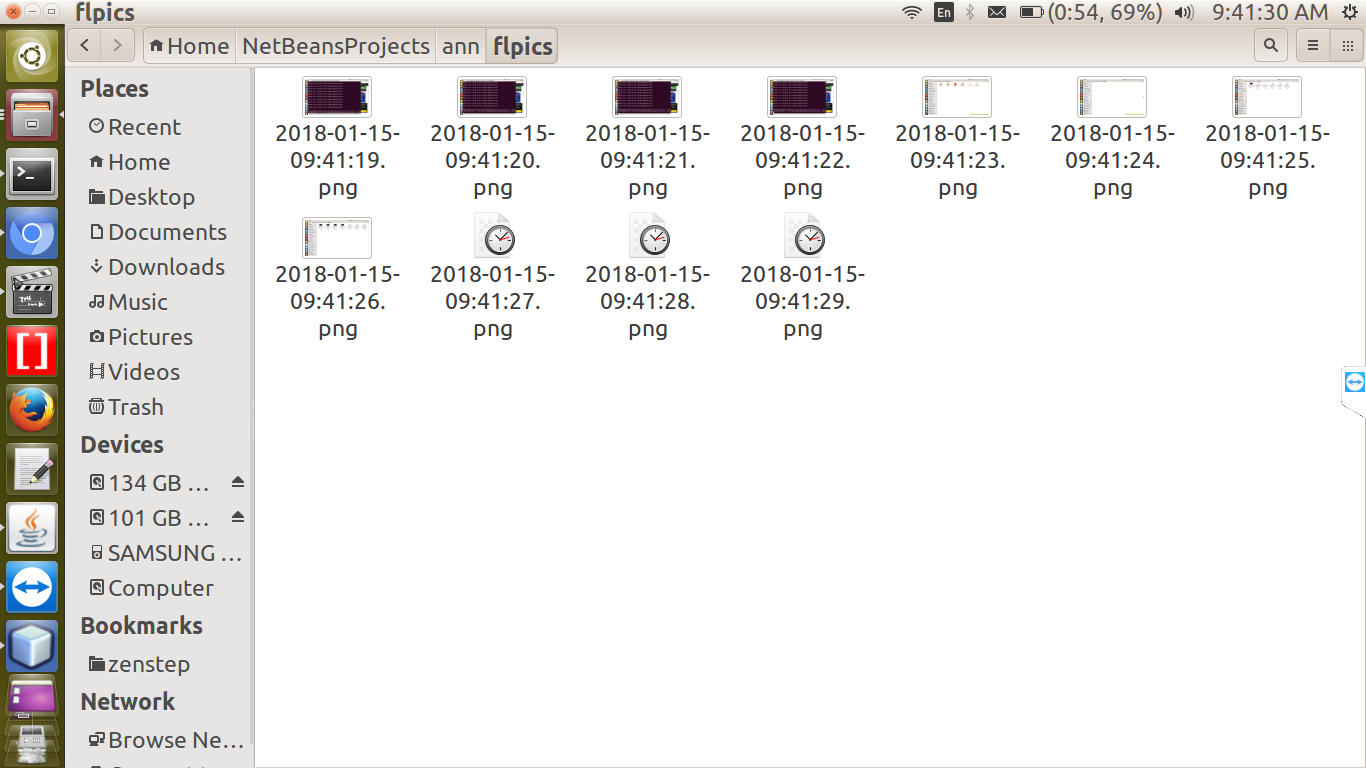 flpics
En
(0:54, 69%)
9:41:30 AM
Home
NetBeansProjects
ann
flpics
Places
Recent
Home
Desktop
Documents
Downloads
Music
Pictures
Videos
Trash
Devices
134 GB …
101 GB …
SAMSUNG …
Computer
Bookmarks
zenstep
Network
Browse Ne…
2018-01-15-
09:41:19.
png
2018-01-15-
09:41:20.
png
2018-01-15-
09:41:21.
png
2018-01-15-
09:41:22.
png
2018-01-15-
09:41:23.
png
2018-01-15-
09:41:24.
png
2018-01-15-
09:41:25.
png
2018-01-15-
09:41:26.
png
2018-01-15-
09:41:27.
png
2018-01-15-
09:41:28.
png
2018-01-15-
09:41:29.
png